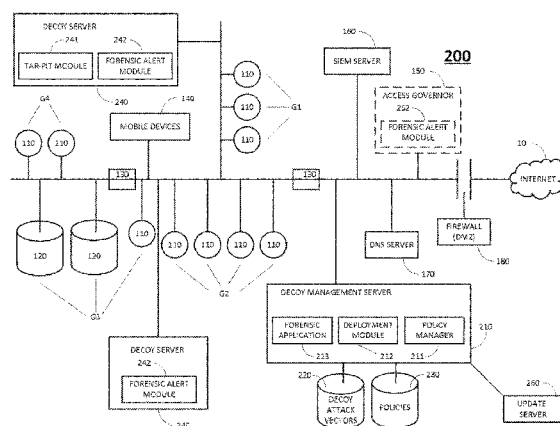 DECOY SERVER
241
242
TAR-PIT MODULE
FORENSIC ALERT MODULE
240
G4
110
110
140
MOBILE DEVICES
110
110
110
G1
160
SIEM SERVER
200
150
ACCESS GOVERNOR
252
FORENSIC ALERT MODULE
10
INTERNET
130
130
120
120
110
G3
110
110
110
110
G2
DNS SERVER
170
FIREWALL (DMZ)
180
DECOY SERVER
242
FORENSIC ALERT MODULE
240
DECOY MANAGEMENT SERVER
FORENSIC APPLICATION
213
DEPLOYMENT MODULE
212
POLICY MANAGER
211
210
220
DECOY ATTACK VECTORS
230
POLICIES
260
UPDATE SERVER